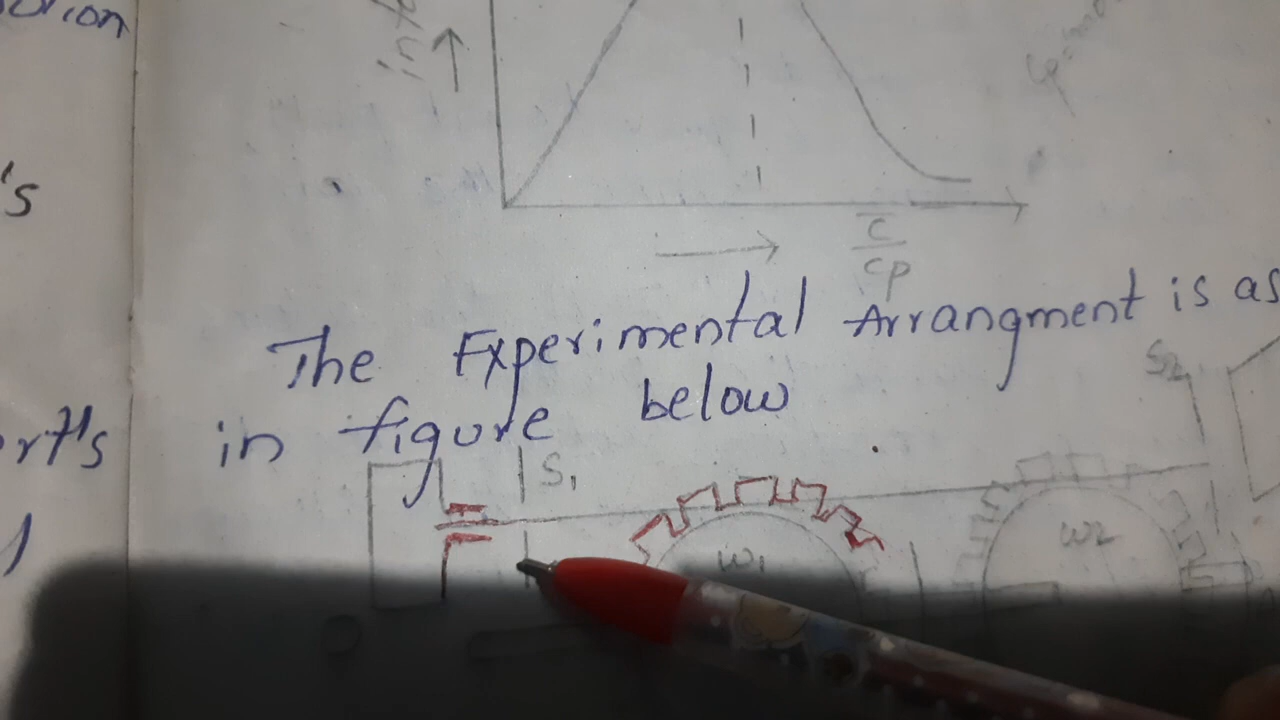 's
c
cp
The Experimental Arrangment is as
in figure below
S1
S2
W1
W2